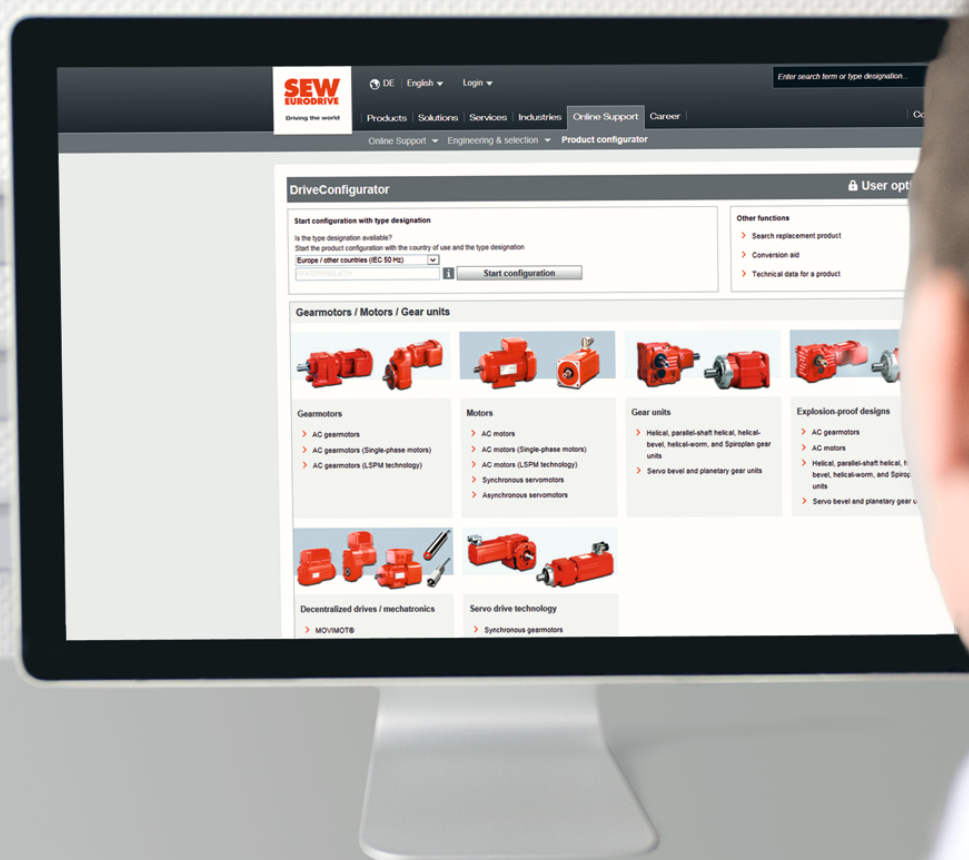 SEW
EURODRIVE
Driving the world
DE English Login
Enter search term or type designation...
Products Solutions Services Industries Online Support Career
Online Support Engineering & selection Product configurator
DriveConfigurator
Start configuration with type designation
Is the type designation available?
Start the product configuration with the country of use and the type designation
Europe / other countries (IEC 50 Hz)
i Start configuration
User opti
Other functions
Search replacement product
Conversion aid
Technical data for a product
Gearmotors / Motors / Gear units
Gearmotors
AC gearmotors
AC gearmotors (Single-phase motors)
AC gearmotors (LSPM technology)
Motors
AC motors
AC motors (Single-phase motors)
AC motors (LSPM technology)
Synchronous servomotors
Asynchronous servomotors
Gear units
Helical, parallel-shaft helical, helical-
bevel, helical-worm, and Spiroplan gear
units
Servo bevel and planetary gear units
Explosion-proof designs
AC gearmotors
AC motors
Helical, parallel-shaft helical, h
bevel, helical-worm, and Spirop
units
Servo bevel and planetary gear u
Decentralized drives / mechatronics
MOVIMOT®
Servo drive technology
Synchronous gearmotors